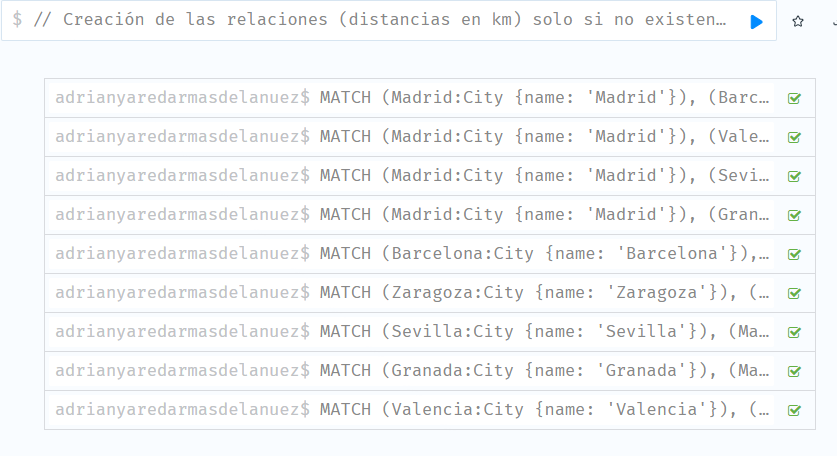 $ // Creación de las relaciones (distancias en km) solo si no existen…
adrianyaredarmasdelanuez$ MATCH (Madrid:City {name: 'Madrid'}), (Barc…
adrianyaredarmasdelanuez$ MATCH (Madrid:City {name: 'Madrid'}), (Vale…
adrianyaredarmasdelanuez$ MATCH (Madrid:City {name: 'Madrid'}), (Sevi…
adrianyaredarmasdelanuez$ MATCH (Madrid:City {name: 'Madrid'}), (Gran…
adrianyaredarmasdelanuez$ MATCH (Barcelona:City {name: 'Barcelona'}),…
adrianyaredarmasdelanuez$ MATCH (Zaragoza:City {name: 'Zaragoza'}), (…
adrianyaredarmasdelanuez$ MATCH (Sevilla:City {name: 'Sevilla'}), (Ma…
adrianyaredarmasdelanuez$ MATCH (Granada:City {name: 'Granada'}), (Ma…
adrianyaredarmasdelanuez$ MATCH (Valencia:City {name: 'Valencia'}), (…